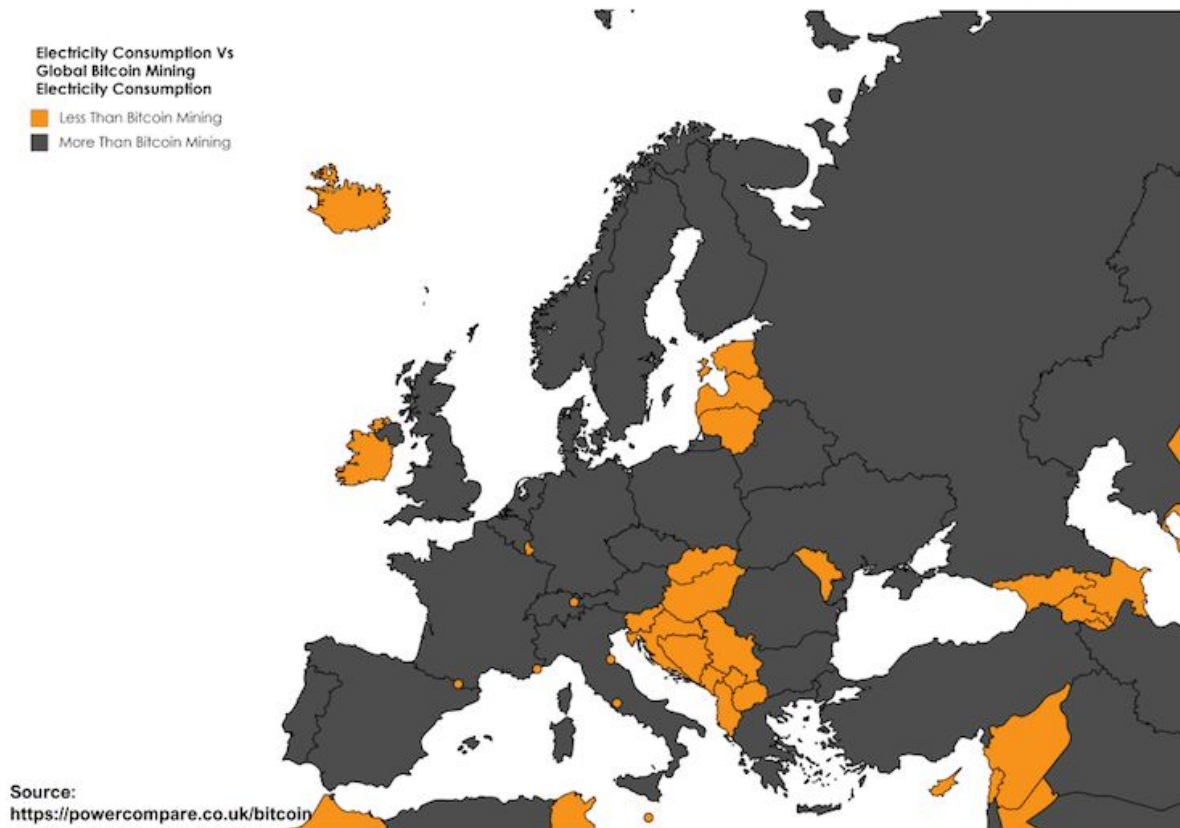 Electricity Consumption Vs
Global Bitcoin Mining
Electricity Consumption
Less Than Bitcoin Mining
More Than Bitcoin Mining
Source:
https://powercompare.co.uk/bitcoin